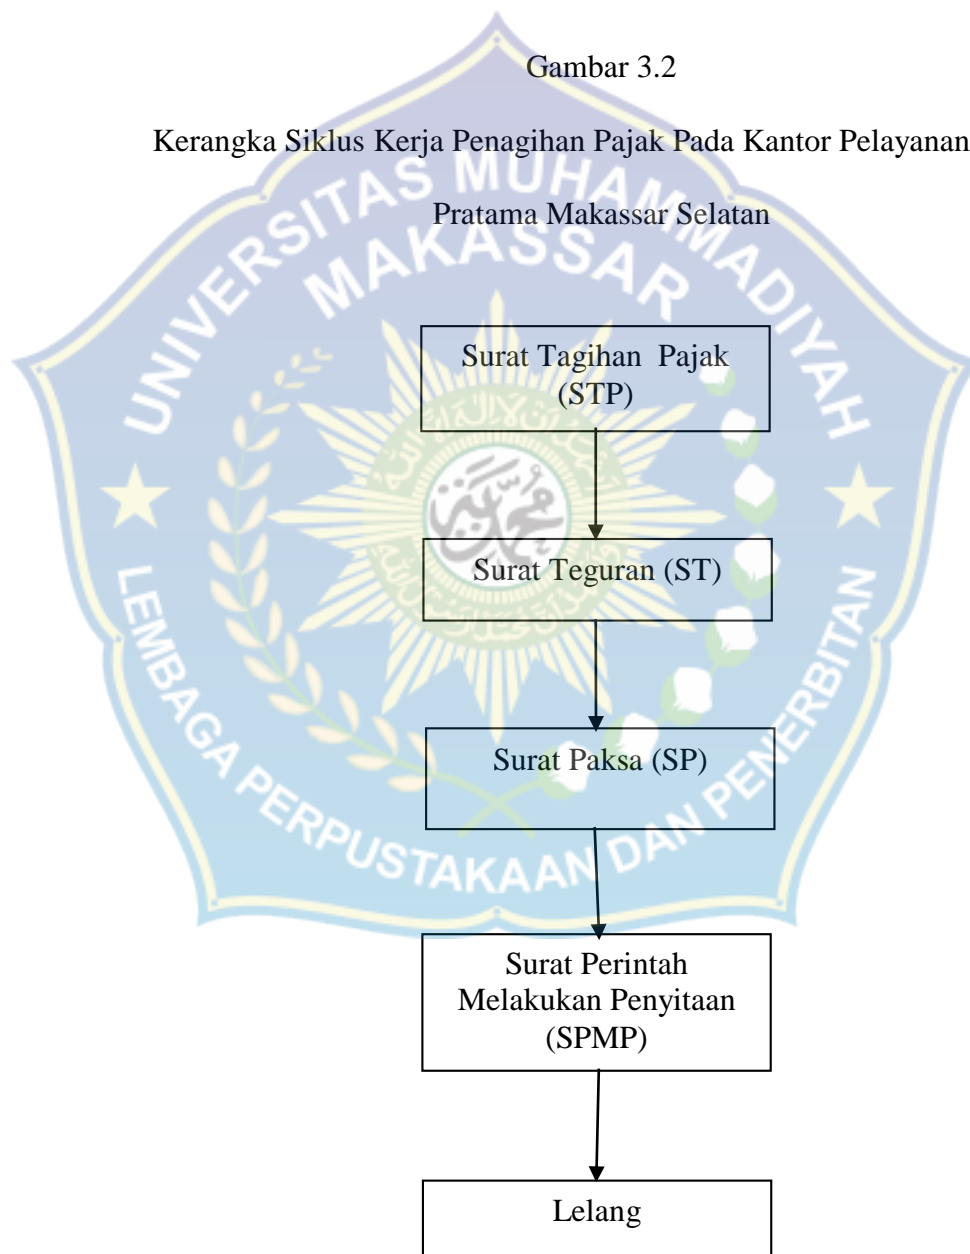 Gambar 3.2
Kerangka Siklus Kerja Penagihan Pajak Pada Kantor Pelayanan
Pratama Makassar Selatan
UNIVERSITAS MUHAMMADIYAH
MAKASSAR
Surat Tagihan Pajak
(STP)
Surat Teguran (ST)
Surat Paksa (SP)
Surat Perintah
Melakukan Penyitaan
(SPMP)
Lelang
LEMBAGA PERPUSTAKAAN DAN PENERBITAN